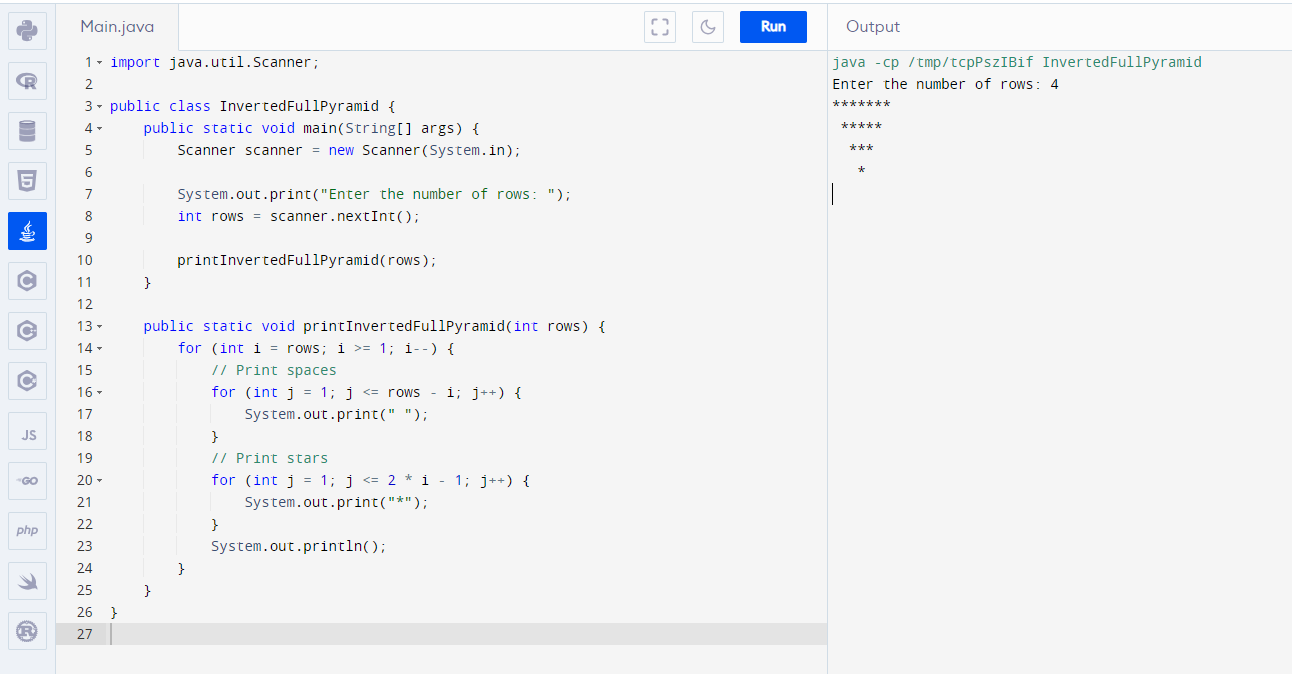 Main.java
Run
1 import java.util.Scanner;
2
3 public class InvertedFullPyramid {
4     public static void main(String[] args) {
5         Scanner scanner = new Scanner(System.in);
6
7         System.out.print("Enter the number of rows: ");
8         int rows = scanner.nextInt();
9
10         printInvertedFullPyramid(rows);
11     }
12
13     public static void printInvertedFullPyramid(int rows) {
14         for (int i = rows; i >= 1; i--) {
15             // Print spaces
16             for (int j = 1; j <= rows - i; j++) {
17                 System.out.print(" ");
18             }
19             // Print stars
20             for (int j = 1; j <= 2 * i - 1; j++) {
21                 System.out.print("*");
22             }
23             System.out.println();
24         }
25     }
26 }
27
Output
java -cp /tmp/tcpPszIBif InvertedFullPyramid
Enter the number of rows: 4
*******
 *****
  ***
   *
R
5
C
C
C
JS
GO
php
R